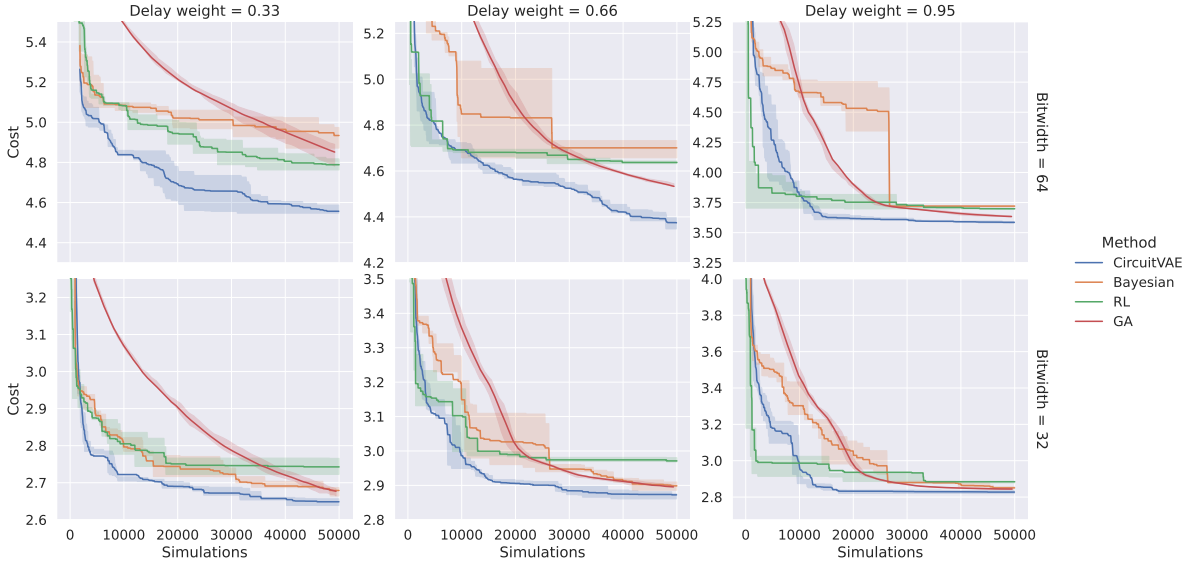 Delay weight = 0.33
Delay weight = 0.66
Delay weight = 0.95
Cost
5.4
5.2
5.0
4.8
4.6
4.4
5.2
5.0
4.8
4.6
4.4
4.2
5.25
5.00
4.75
4.50
4.25
4.00
3.75
3.50
3.25
Bitwidth = 64
Method
CircuitVAE
Bayesian
RL
GA
Cost
3.2
3.1
3.0
2.9
2.8
2.7
2.6
3.5
3.4
3.3
3.2
3.1
3.0
2.9
2.8
4.0
3.8
3.6
3.4
3.2
3.0
2.8
Bitwidth = 32
0 10000 20000 30000 40000 50000
0 10000 20000 30000 40000 50000
0 10000 20000 30000 40000 50000
Simulations
Simulations
Simulations